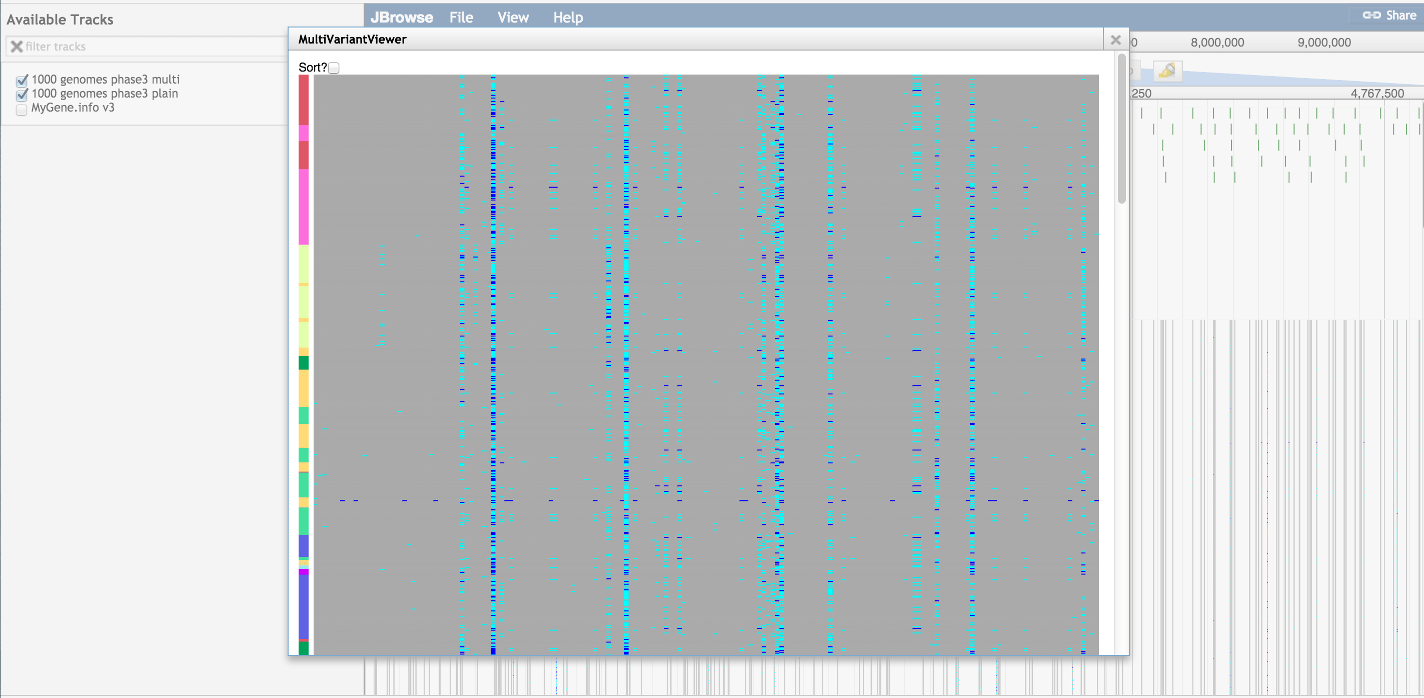 Available Tracks
filter tracks
1000 genomes phase3 multi
1000 genomes phase3 plain
MyGene.info v3
JBrowse File View Help
Share
MultiVariantViewer
Sort?
0 8,000,000 9,000,000
250 4,767,500